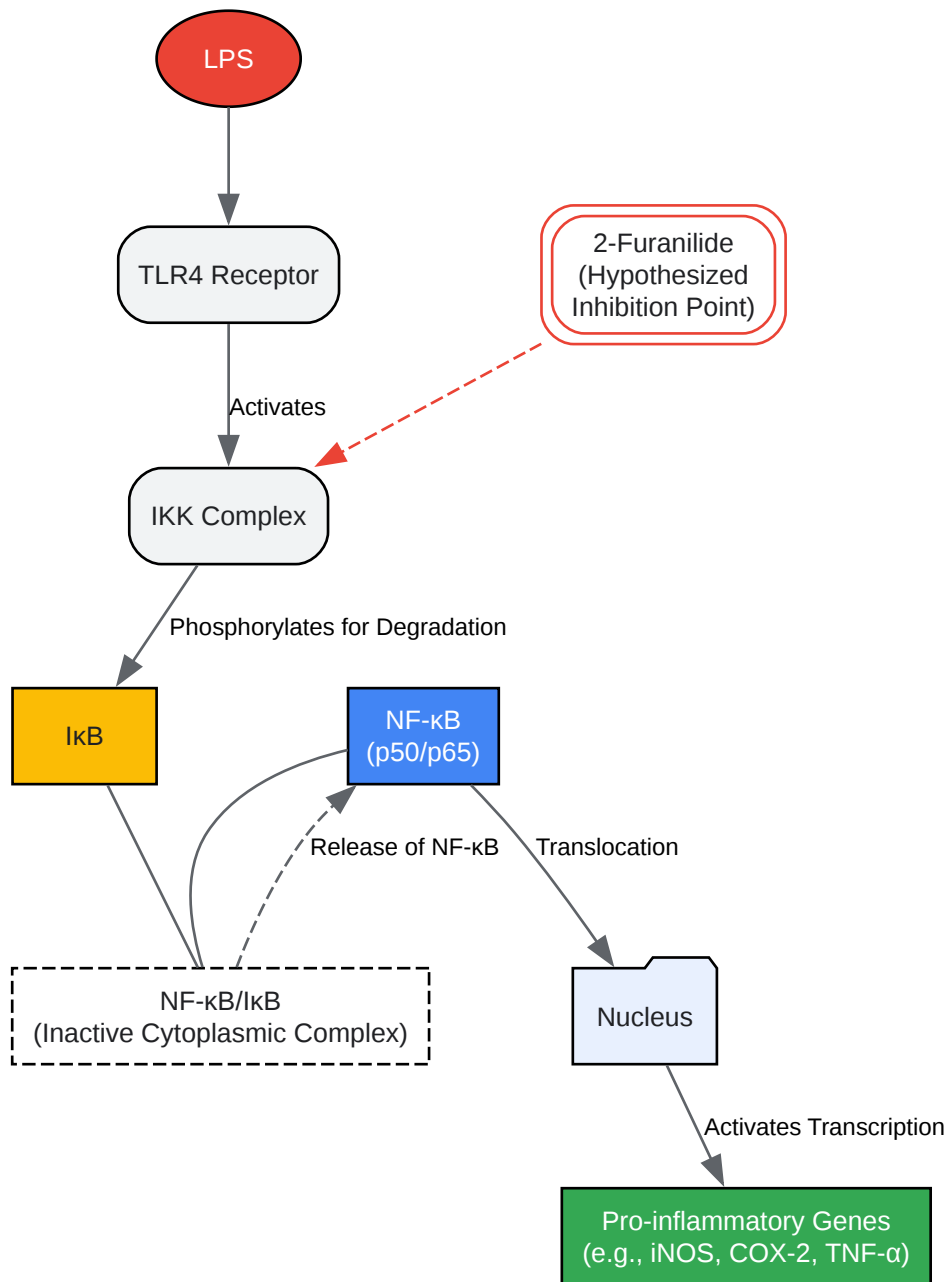 LPS
TLR4 Receptor
2-Furanilide
(Hypothesized
Inhibition Point)
Activates
IKK Complex
Phosphorylates for Degradation
IκB
NF-κB
(p50/p65)
Release of NF-κB
Translocation
NF-κB/IκB
(Inactive Cytoplasmic Complex)
Nucleus
Activates Transcription
Pro-inflammatory Genes
(e.g., iNOS, COX-2, TNF-α)